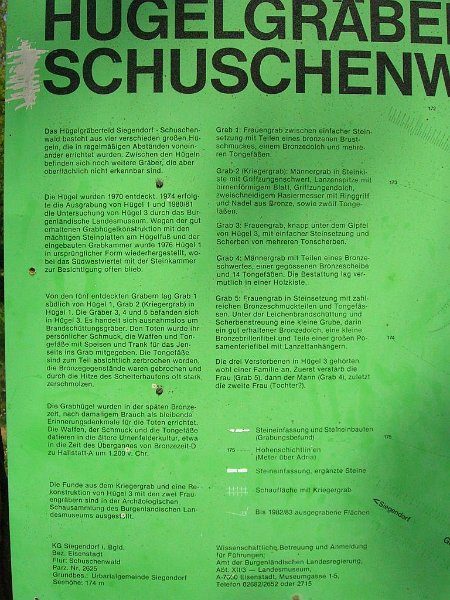 HÜGELGRÄBE
SCHUSCHENW
Das Hügelgräberfeld Siegendorf - Schuschen-
wald besteht aus vier verschieden großen Hü-
geln, die in regelmäßigen Abständen vonein-
ander errichtet wurden. Zwischen den Hügeln
befinden sich noch weitere Gräber, die aber
oberflächlich nicht erkennbar sind.
Die Hügel wurden 1970 entdeckt. 1974 erfolg-
te die Ausgrabung von Hügel 1 und 1980/81
die Untersuchung von Hügel 3 durch das Bur-
genländische Landesmuseum. Wegen der gut
erhaltenen Grabhügelkonstruktion mit den
mächtigen Steinplatten am Hügelfuß und der
eingebauten Grabkammer wurde 1976 Hügel 1
in ursprünglicher Form wiederhergestellt, wo-
bei das Südwestviertel mit der Steinkammer
zur Besichtigung offen blieb.
Von den fünf entdeckten Gräbern lag Grab 1
südlich von Hügel 1, Grab 2 (Kriegergrab) in
Hügel 1. Die Gräber 3, 4 und 5 befanden sich
in Hügel 3. Es handelt sich ausnahmslos um
Brandschüttungsgräber. Den Toten wurde ihr
persönlicher Schmuck, die Waffen und Ton-
gefäße mit Speisen und Trank für das Jen-
seits ins Grab mitgegeben. Die Tongefäße
sind zum Teil absichtlich zerbrochen worden,
die Bronzegegenstände waren gebrochen und
durch die Hitze des Scheiterhaufens oft stark
zerschmolzen.
Die Grabhügel wurden in der späten Bronze-
zeit, nach damaligem Brauch als bleibende
Erinnerungsdenkmäler für die Toten errichtet.
Die Waffen, der Schmuck und die Tongefäße
datieren in die ältere Urnenfelderkultur, etwa
in die Zeit des Überganges von Bronzezeit-D
zu Hallstatt-A um 1.200 v. Chr.
Die Funde aus dem Kriegergrab und eine Re-
konstruktion von Hügel 3 mit den zwei Frau-
engräbern sind in der Archäologischen
Schausammlung des Burgenländischen Lan-
desmuseums ausgestellt.
KG Siegendorf i. Bgld.
Bez. Eisenstadt
Flur: Schuschenwald
Parz. Nr. 2625
Grundbes.: Urbarialgemeinde Siegendorf
Seehöhe: 174 m
Grab 1: Frauengrab zwischen einfacher Stein-
setzung mit Teilen eines bronzenen Brust-
schmuckes, einem Bronzedolch und mehre-
ren Tongefäßen.
Grab 2 (Kriegergrab): Männergrab in Steinki-
ste mit Griffzungenschwert, Lanzenspitze mit
birnenförmigem Blatt, Griffzungendolch,
zweischneidigem Rasiermesser mit Ringgriff
und Nadel aus Bronze, sowie zwölf Tonge-
fäßen.
Grab 3: Frauengrab, knapp unter dem Gipfel
von Hügel 3, mit einfacher Steinsetzung und
Scherben von mehreren Tonscherben.
Grab 4: Männergrab mit Teilen eines Bronze-
schwertes, einer gegossenen Bronzescheibe
und 14 Tongefäßen. Die Bestattung lag ver-
mutlich in einer Holzkiste.
Grab 5: Frauengrab in Steinsetzung mit zahl-
reichen Bronzeschmuckteilen und Tongefäs-
sen. Unter der Leichenbrandschüttung und
Scherbenstreuung eine kleine Grube, darin
ein gut erhaltener Bronzedolch, eine kleine
Bronzebrillenfibel und Teile einer großen Po-
samenteriefibel mit Lanzettanhängern.
Die drei Verstorbenen in Hügel 3 gehörten
wohl einer Familie an. Zuerst verstarb die
Frau (Grab 5), dann der Mann (Grab 4), zuletzt
die zweite Frau (Tochter?).
Steineinfassung und Steineinbauten
(Grabungsbefund)
175 Höhenschichtlinien
(Meter über Adria)
Steineinfassung, ergänzte Steine
Schaufläche mit Kriegergrab
Bis 1982/83 ausgegrabene Flächen
Wissenschaftliche Betreuung und Anmeldung
für Führungen:
Amt der Burgenländischen Landesregierung,
Abt. XII/3 — Landesmuseum,
A-7000 Eisenstadt, Museumgasse 1-5,
Telefon 02682/2652 oder 2715
172
173
174
175
Siegendorf
G